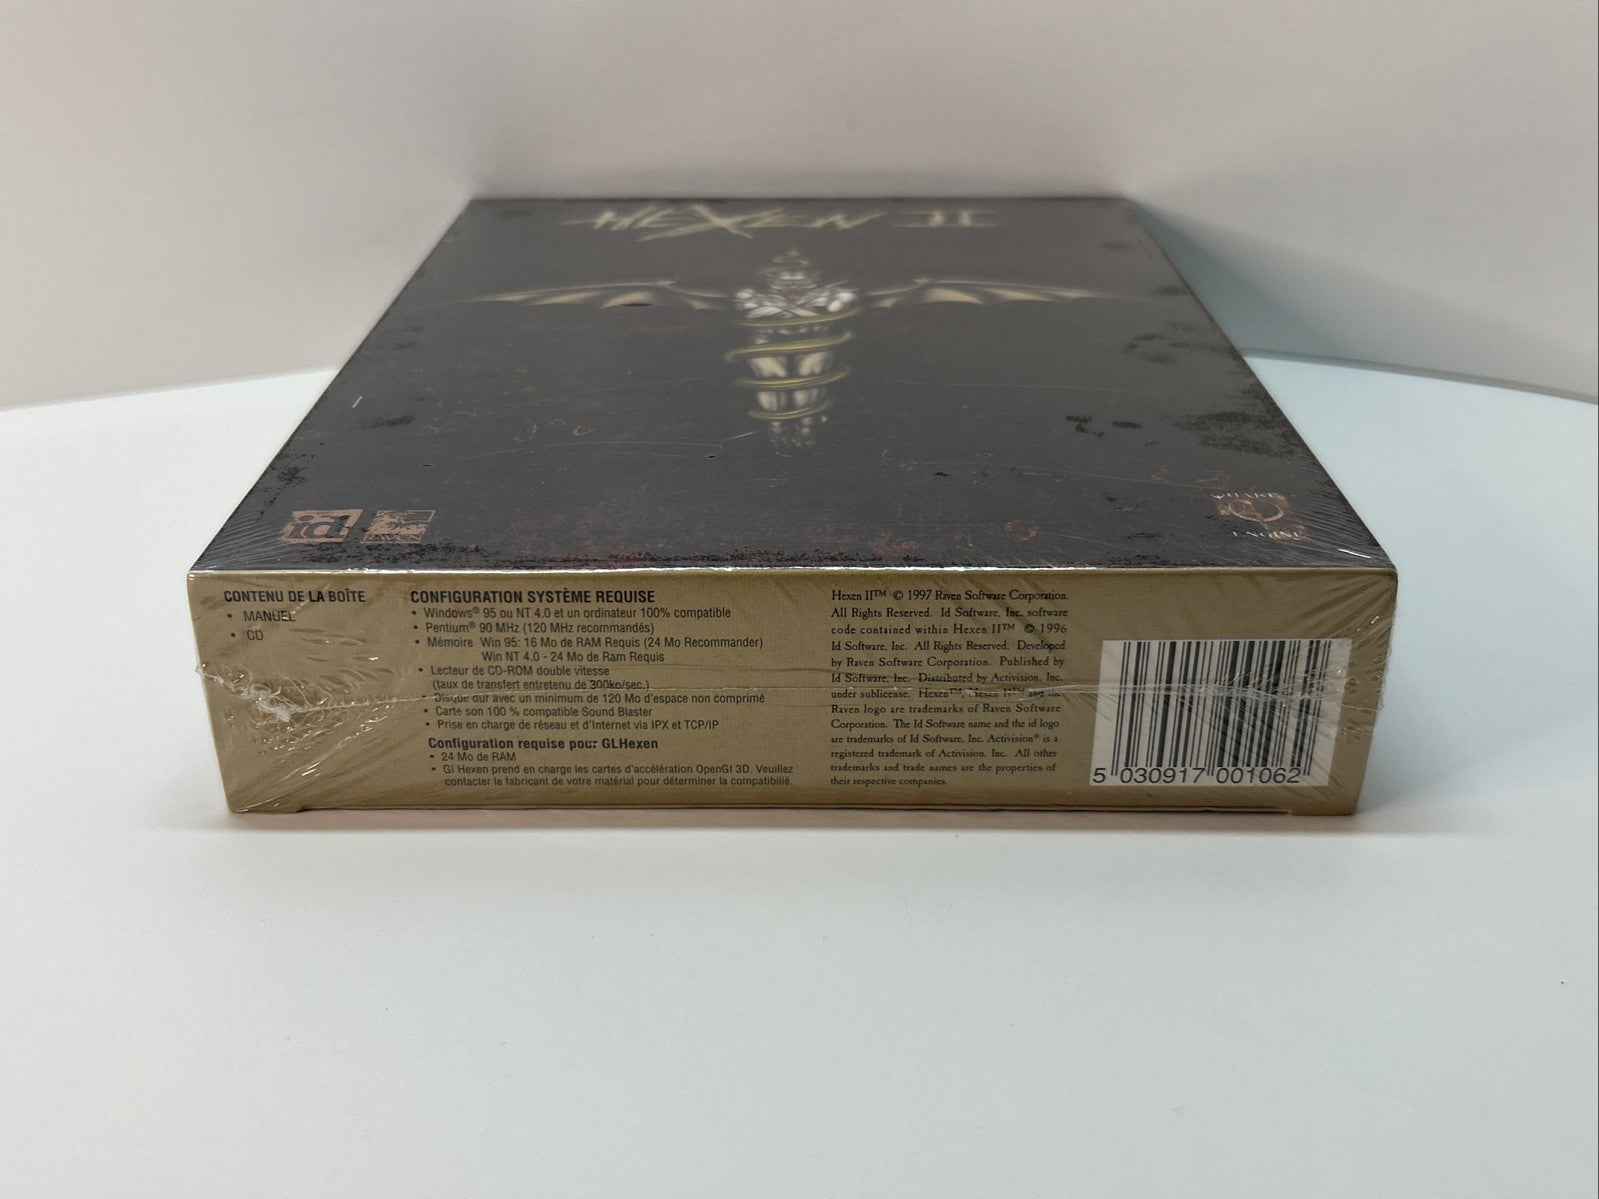 HEXEN II
id
RAVEN
ENGINE
CONTENU DE LA BOÎTE
• MANUEL
• CD
CONFIGURATION SYSTÈME REQUISE
• Windows® 95 ou NT 4.0 et un ordinateur 100% compatible
• Pentium® 90 MHz (120 MHz recommandés)
• Mémoire Win 95: 16 Mo de RAM Requis (24 Mo Recommander)
Win NT 4.0 - 24 Mo de Ram Requis
• Lecteur de CD-ROM double vitesse
(taux de transfert entretenu de 300ko/sec.)
• Disque dur avec un minimum de 120 Mo d'espace non comprimé
• Carte son 100 % compatible Sound Blaster
• Prise en charge de réseau et d'Internet via IPX et TCP/IP
Configuration requise pour GLHexen
• 24 Mo de RAM
• Gl Hexen prend en charge les cartes d'accélération OpenGl 3D. Veuillez
contacter le fabricant de votre matérial pour déterminer la compatibilié.
Hexen II™ © 1997 Raven Software Corporation.
All Rights Reserved. Id Software, Inc. software
code contained within Hexen II™ © 1996
Id Software, Inc. All Rights Reserved. Developed
by Raven Software Corporation. Published by
Id Software, Inc. Distributed by Activision, Inc.
under sublicense. Hexen™, Hexen II™ and the
Raven logo are trademarks of Raven Software
Corporation. The Id Software name and the id logo
are trademarks of Id Software, Inc. Activision® is a
registered trademark of Activision, Inc. All other
trademarks and trade names are the properties of
their respective companies.
5 030917 001062